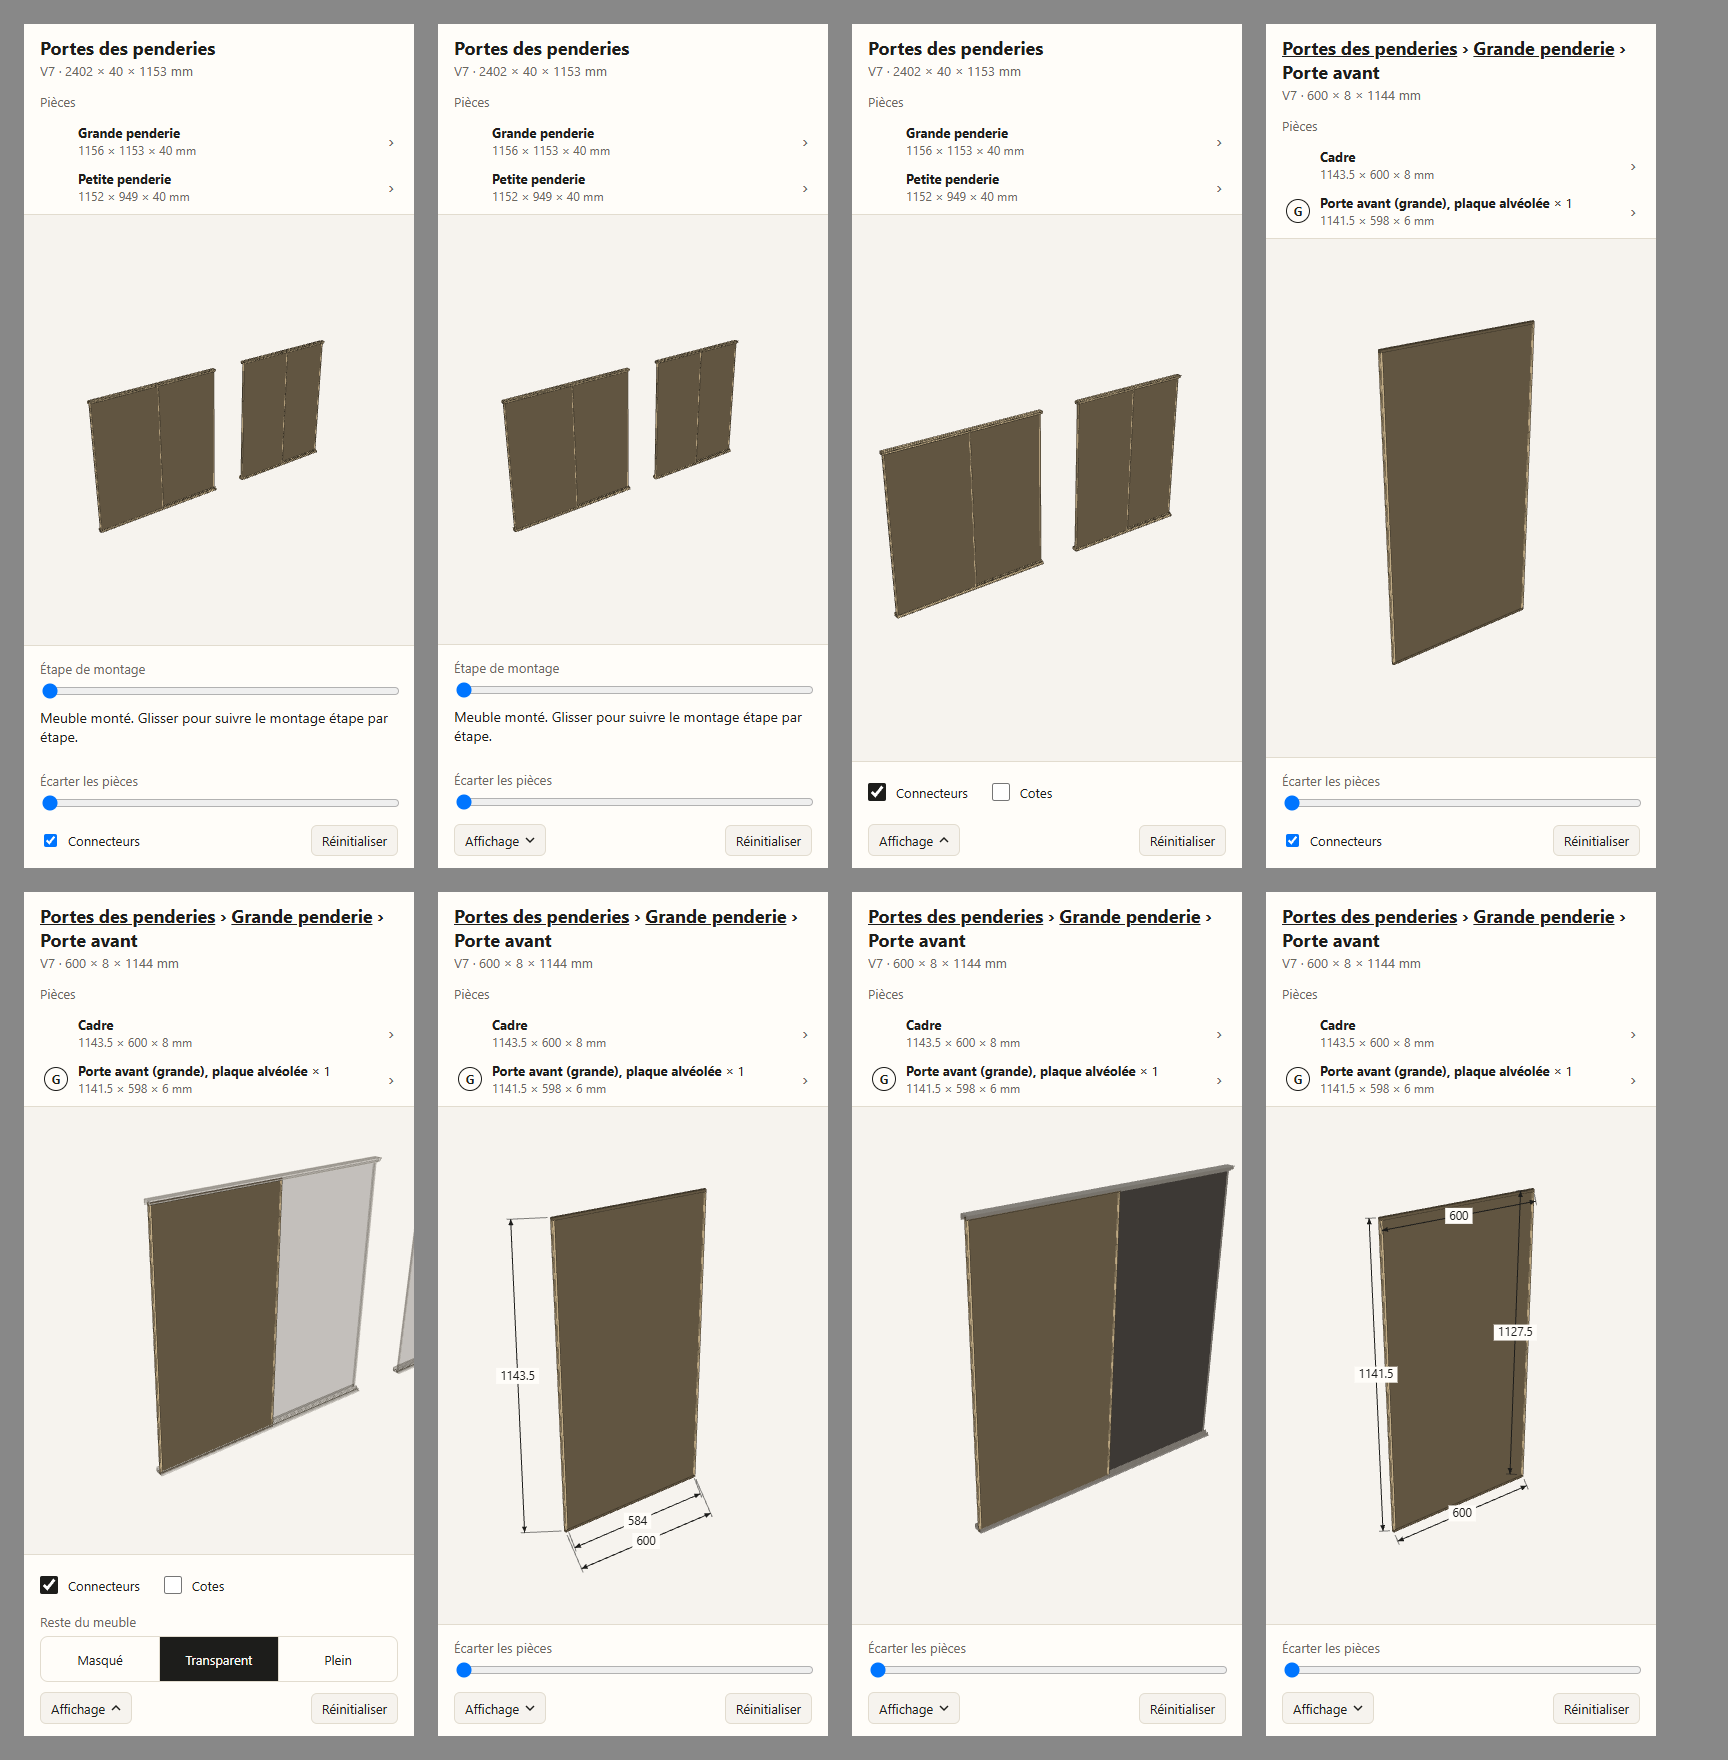 Portes des penderies
V7 · 2402 × 40 × 1153 mm
Pièces
Grande penderie
1156 × 1153 × 40 mm
›
Petite penderie
1152 × 949 × 40 mm
›
Étape de montage
Meuble monté. Glisser pour suivre le montage étape par
étape.
Écarter les pièces
Connecteurs
Réinitialiser
Portes des penderies
V7 · 2402 × 40 × 1153 mm
Pièces
Grande penderie
1156 × 1153 × 40 mm
›
Petite penderie
1152 × 949 × 40 mm
›
Étape de montage
Meuble monté. Glisser pour suivre le montage étape par
étape.
Écarter les pièces
Affichage
Réinitialiser
Portes des penderies
V7 · 2402 × 40 × 1153 mm
Pièces
Grande penderie
1156 × 1153 × 40 mm
›
Petite penderie
1152 × 949 × 40 mm
›
Connecteurs
Cotes
Affichage
Réinitialiser
Portes des penderies › Grande penderie ›
Porte avant
V7 · 600 × 8 × 1144 mm
Pièces
Cadre
1143.5 × 600 × 8 mm
›
G
Porte avant (grande), plaque alvéolée × 1
1141.5 × 598 × 6 mm
›
Écarter les pièces
Connecteurs
Réinitialiser
Portes des penderies › Grande penderie ›
Porte avant
V7 · 600 × 8 × 1144 mm
Pièces
Cadre
1143.5 × 600 × 8 mm
›
G
Porte avant (grande), plaque alvéolée × 1
1141.5 × 598 × 6 mm
›
Connecteurs
Cotes
Reste du meuble
Masqué
Transparent
Plein
Affichage
Réinitialiser
Portes des penderies › Grande penderie ›
Porte avant
V7 · 600 × 8 × 1144 mm
Pièces
Cadre
1143.5 × 600 × 8 mm
›
G
Porte avant (grande), plaque alvéolée × 1
1141.5 × 598 × 6 mm
›
1143.5
584
600
Écarter les pièces
Affichage
Réinitialiser
Portes des penderies › Grande penderie ›
Porte avant
V7 · 600 × 8 × 1144 mm
Pièces
Cadre
1143.5 × 600 × 8 mm
›
G
Porte avant (grande), plaque alvéolée × 1
1141.5 × 598 × 6 mm
›
Écarter les pièces
Affichage
Réinitialiser
Portes des penderies › Grande penderie ›
Porte avant
V7 · 600 × 8 × 1144 mm
Pièces
Cadre
1143.5 × 600 × 8 mm
›
G
Porte avant (grande), plaque alvéolée × 1
1141.5 × 598 × 6 mm
›
600
1127.5
1141.5
600
Écarter les pièces
Affichage
Réinitialiser